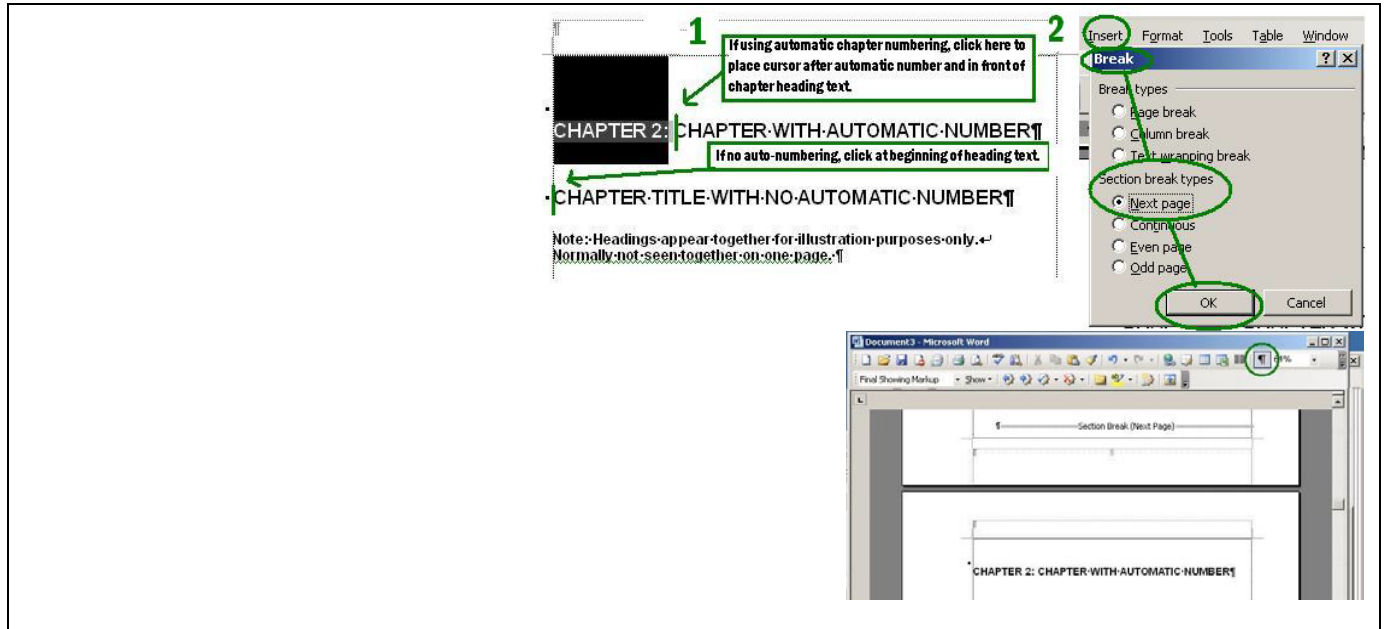 ¶
1
If using automatic chapter numbering, click here to
place cursor after automatic number and in front of
chapter heading text.
CHAPTER 2: CHAPTER·WITH·AUTOMATIC·NUMBER¶
If no auto-numbering, click at beginning of heading text.
CHAPTER·TITLE·WITH·NO·AUTOMATIC·NUMBER¶
Note:·Headings·appear·together·for·illustration·purposes·only.↵
Normally·not·seen·together·on·one·page.·¶
2
Insert Format Tools Table Window
Break
Break types
Page break
Column break
Text wrapping break
Section break types
Next page
Continuous
Even page
Odd page
OK Cancel
Document3 - Microsoft Word
Final Showing Markup Show
¶ Section Break (Next Page)
CHAPTER 2: CHAPTER·WITH·AUTOMATIC·NUMBER¶